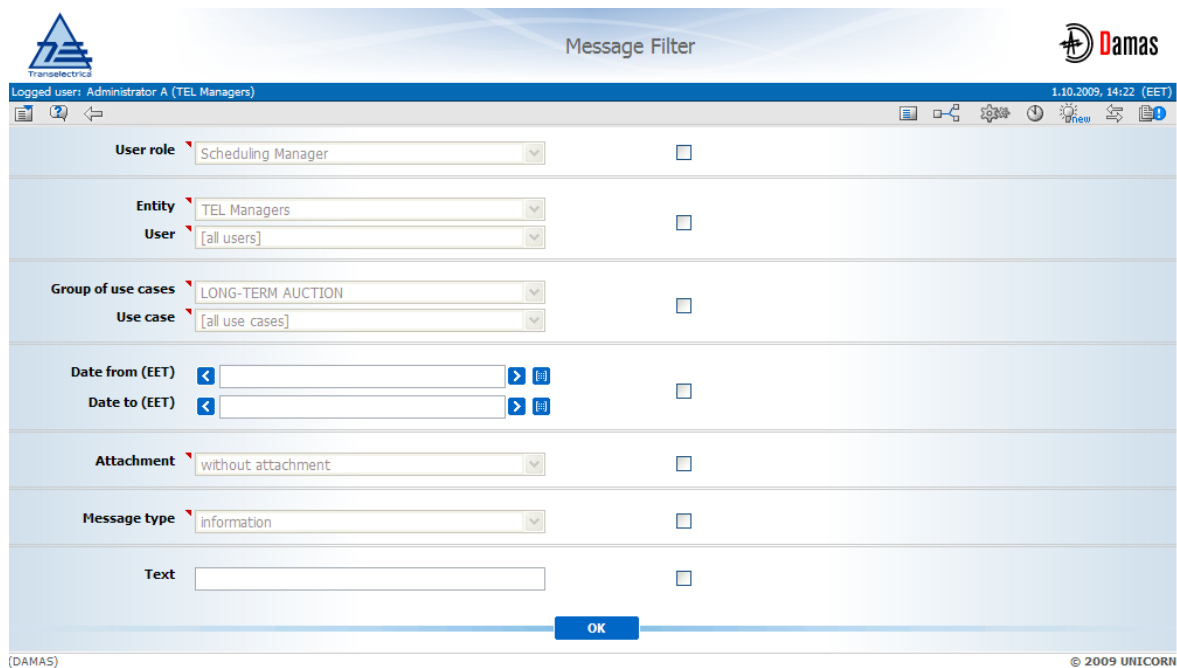 Transelectrica
Message Filter
Damas
Logged user: Administrator A (TEL Managers) 1.10.2009, 14:22 (EET)
new
User role Scheduling Manager
Entity TEL Managers
User [all users]
Group of use cases LONG-TERM AUCTION
Use case [all use cases]
Date from (EET)
Date to (EET)
Attachment without attachment
Message type information
Text
OK
(DAMAS) © 2009 UNICORN